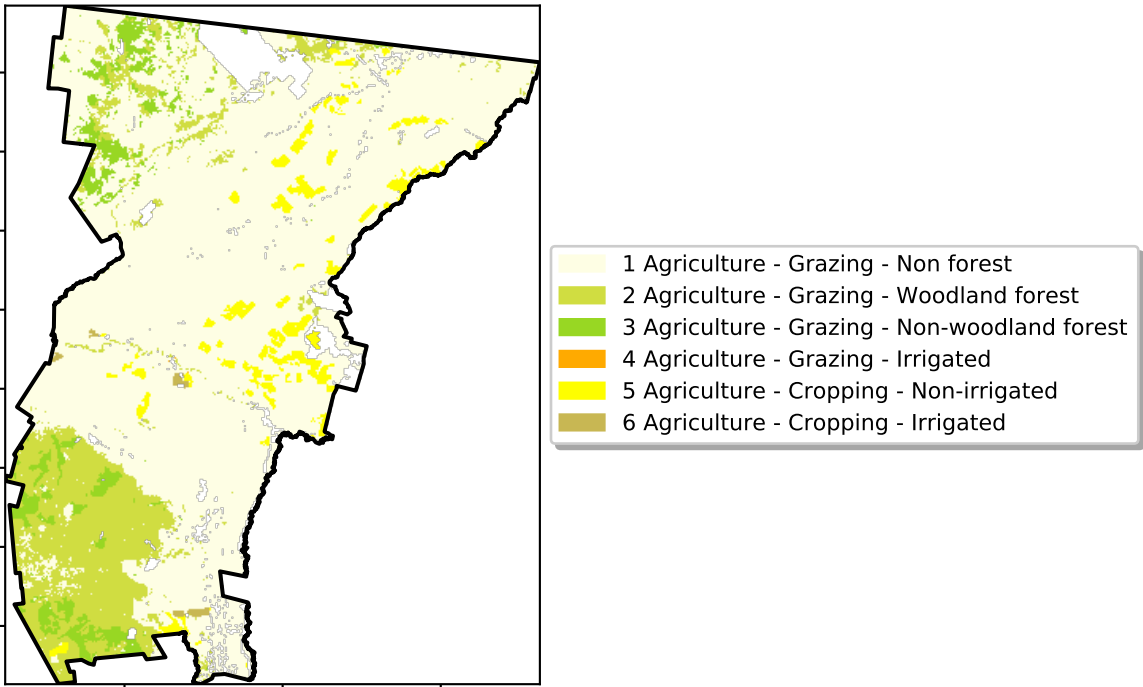 1 Agriculture - Grazing - Non forest
2 Agriculture - Grazing - Woodland forest
3 Agriculture - Grazing - Non-woodland forest
4 Agriculture - Grazing - Irrigated
5 Agriculture - Cropping - Non-irrigated
6 Agriculture - Cropping - Irrigated